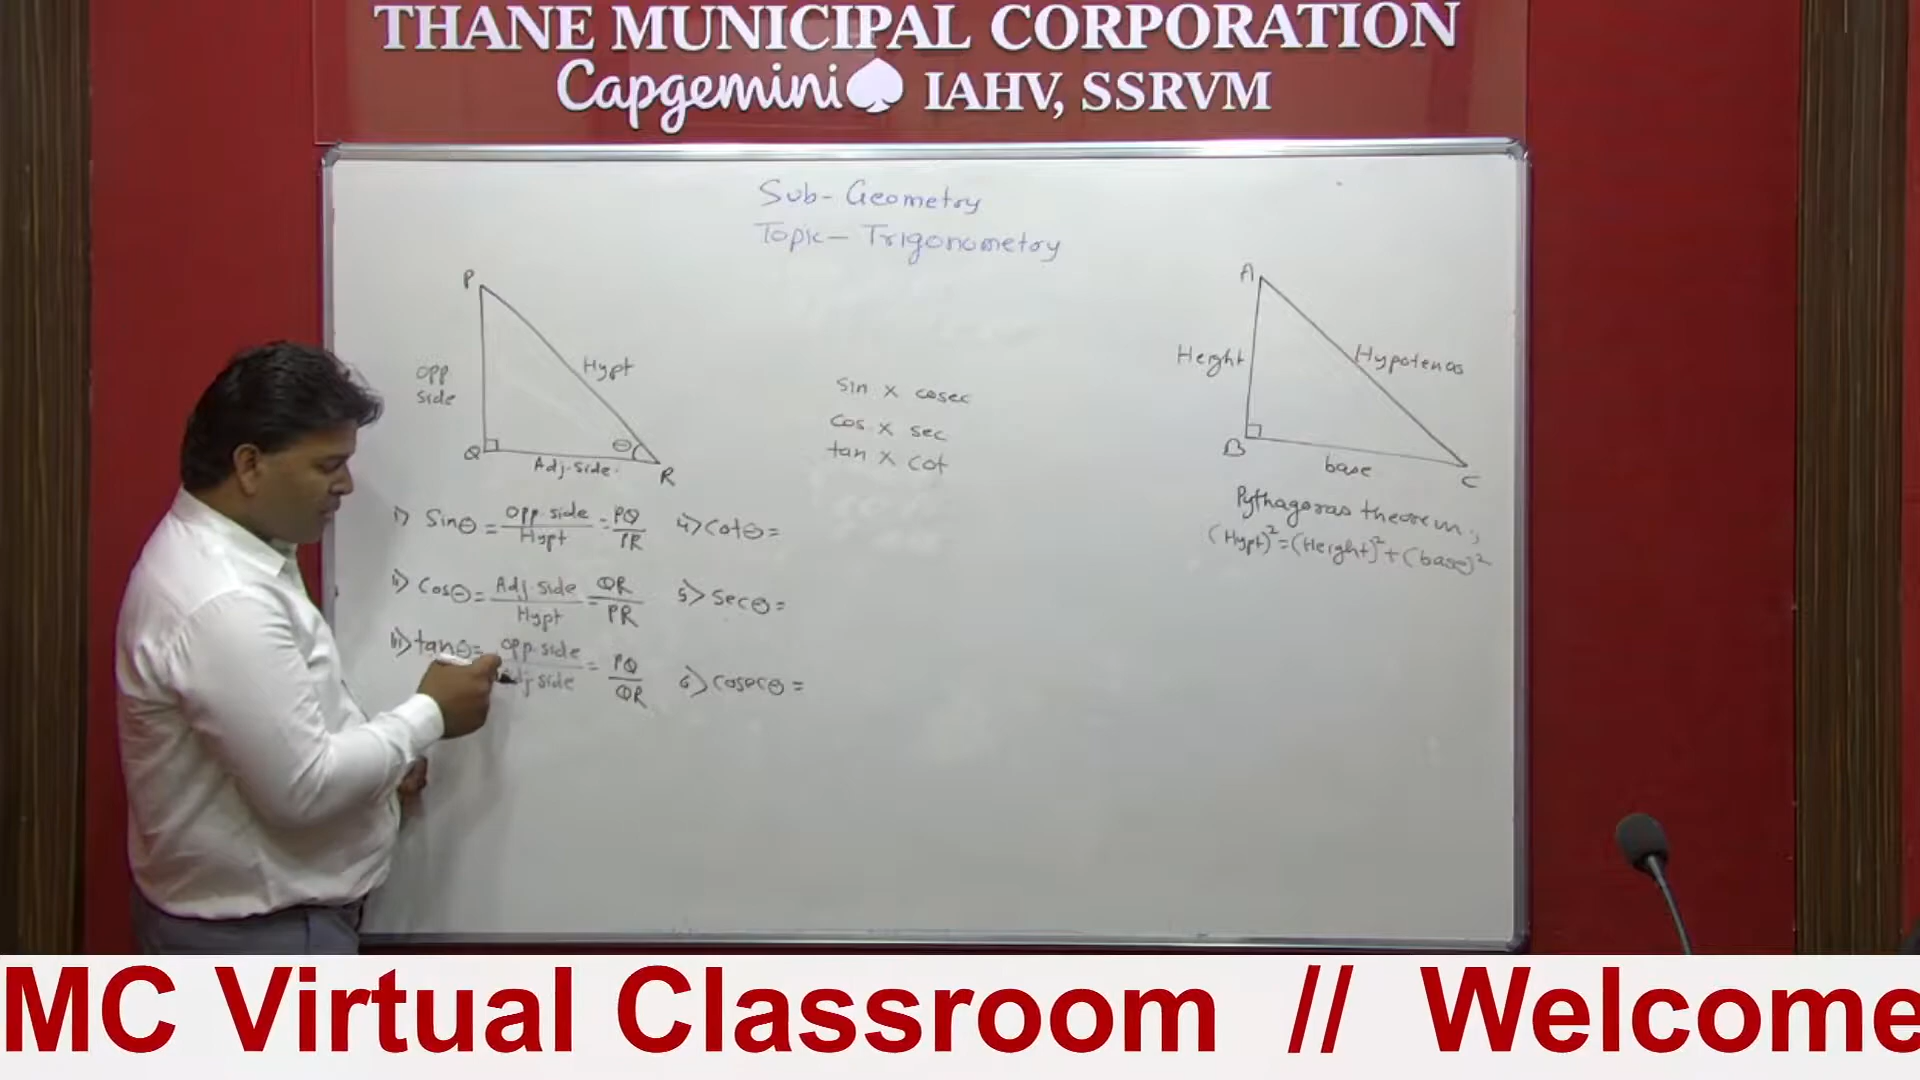 THANE MUNICIPAL CORPORATION
Capgemini IAHV, SSRVM
Sub- Geometry
Topic- Trigonometry
P
Opp side
Hypt
Q
θ
Adj. side.
R
sin x cosec
cos x sec
tan x cot
A
Height
Hypotenas
B
base
C
Pythagoras theorem,
(Hypt)²=(Height)²+(base)²
i> Sinθ = Opp. side / Hypt = PQ / PR
4> Cotθ =
ii> Cosθ = Adj. side / Hypt = QR / PR
5> Secθ =
iii> tanθ = Opp. side / Adj. side = PQ / QR
6> Cosecθ =
MC Virtual Classroom // Welcome